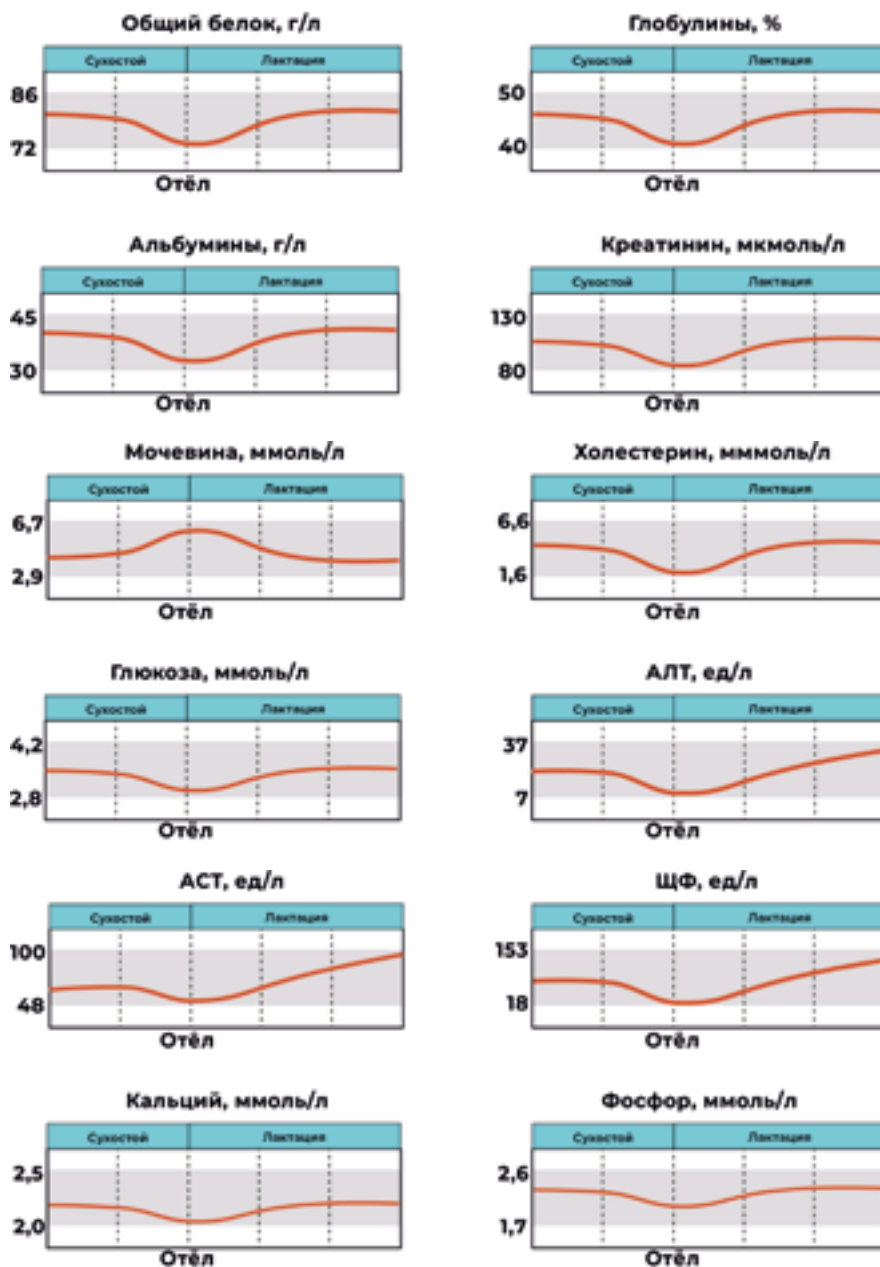 Общий белок, г/л
Сухостой Лактация
86
72
Отёл
Глобулины, %
Сухостой Лактация
50
40
Отёл
Альбумины, г/л
Сухостой Лактация
45
30
Отёл
Креатинин, мкмоль/л
Сухостой Лактация
130
80
Отёл
Мочевина, ммоль/л
Сухостой Лактация
6,7
2,9
Отёл
Холестерин, мммоль/л
Сухостой Лактация
6,6
1,6
Отёл
Глюкоза, ммоль/л
Сухостой Лактация
4,2
2,8
Отёл
АЛТ, ед/л
Сухостой Лактация
37
7
Отёл
АСТ, ед/л
Сухостой Лактация
100
48
Отёл
ЩФ, ед/л
Сухостой Лактация
153
18
Отёл
Кальций, ммоль/л
Сухостой Лактация
2,5
2,0
Отёл
Фосфор, ммоль/л
Сухостой Лактация
2,6
1,7
Отёл